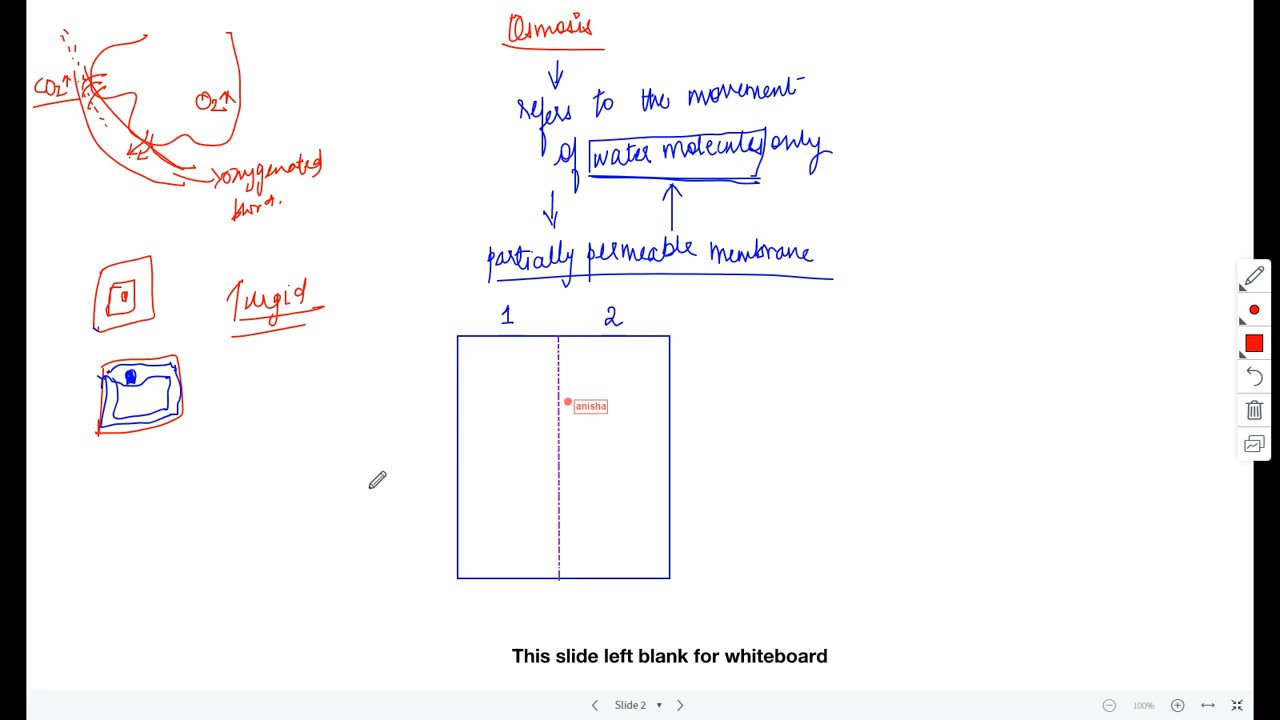 CO2↑
O2↑
oxygenated
Turgid
Osmosis
refers to the movement
of water molecules only
partially permeable membrane
1 2
anisha
This slide left blank for whiteboard
Slide 2
100%